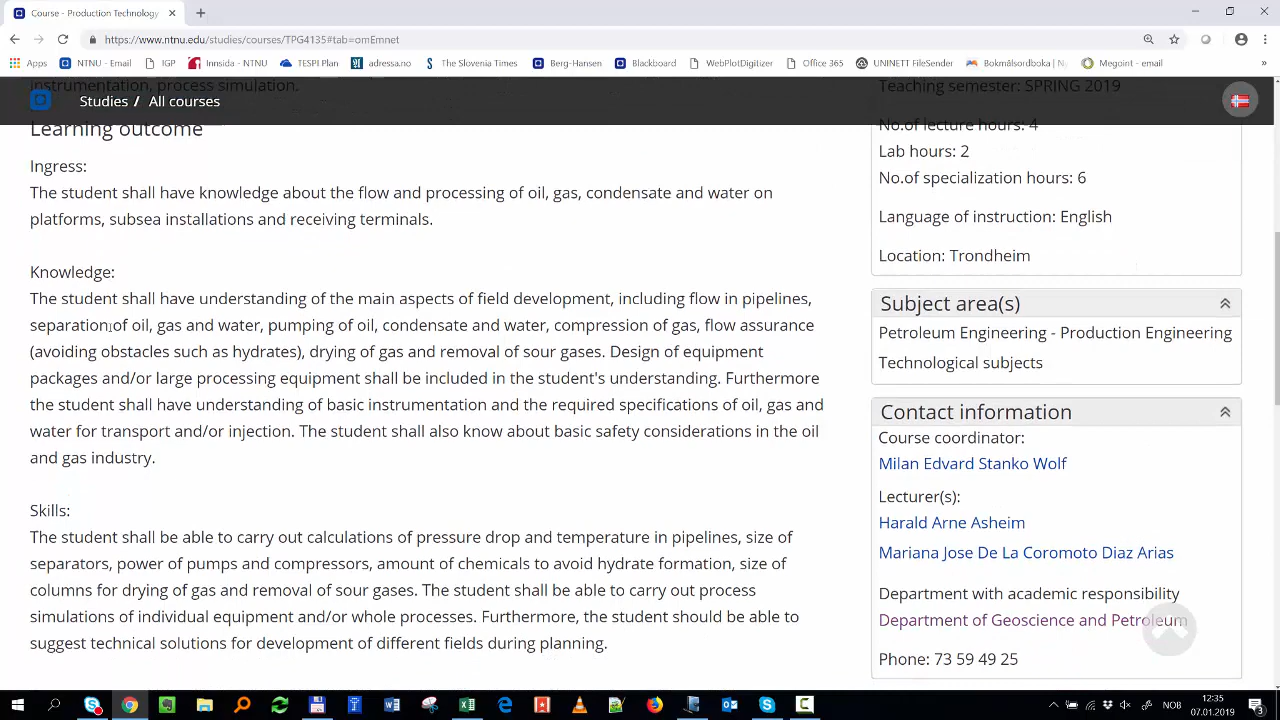 Course - Production Technology
https://www.ntnu.edu/studies/courses/TPG4135#tab=omEmnet
Apps NTNU - Email IGP Innsida - NTNU TESPI Plan adressa.no The Slovenia Times Berg-Hansen Blackboard WebPlotDigitizer Office 365 UNINETT FileSender Bokmålsordboka | N Megoint - email »
instrumentation, process simulation.
Studies / All courses
Learning outcome
Ingress:
The student shall have knowledge about the flow and processing of oil, gas, condensate and water on
platforms, subsea installations and receiving terminals.
Knowledge:
The student shall have understanding of the main aspects of field development, including flow in pipelines,
separation of oil, gas and water, pumping of oil, condensate and water, compression of gas, flow assurance
(avoiding obstacles such as hydrates), drying of gas and removal of sour gases. Design of equipment
packages and/or large processing equipment shall be included in the student's understanding. Furthermore
the student shall have understanding of basic instrumentation and the required specifications of oil, gas and
water for transport and/or injection. The student shall also know about basic safety considerations in the oil
and gas industry.
Skills:
The student shall be able to carry out calculations of pressure drop and temperature in pipelines, size of
separators, power of pumps and compressors, amount of chemicals to avoid hydrate formation, size of
columns for drying of gas and removal of sour gases. The student shall be able to carry out process
simulations of individual equipment and/or whole processes. Furthermore, the student should be able to
suggest technical solutions for development of different fields during planning.
Teaching semester: SPRING 2019
No.of lecture hours: 4
Lab hours: 2
No.of specialization hours: 6
Language of instruction: English
Location: Trondheim
Subject area(s)
Petroleum Engineering - Production Engineering
Technological subjects
Contact information
Course coordinator:
Milan Edvard Stanko Wolf
Lecturer(s):
Harald Arne Asheim
Mariana Jose De La Coromoto Diaz Arias
Department with academic responsibility
Department of Geoscience and Petroleum
Phone: 73 59 49 25
NOB
12:35
07.01.2019
3